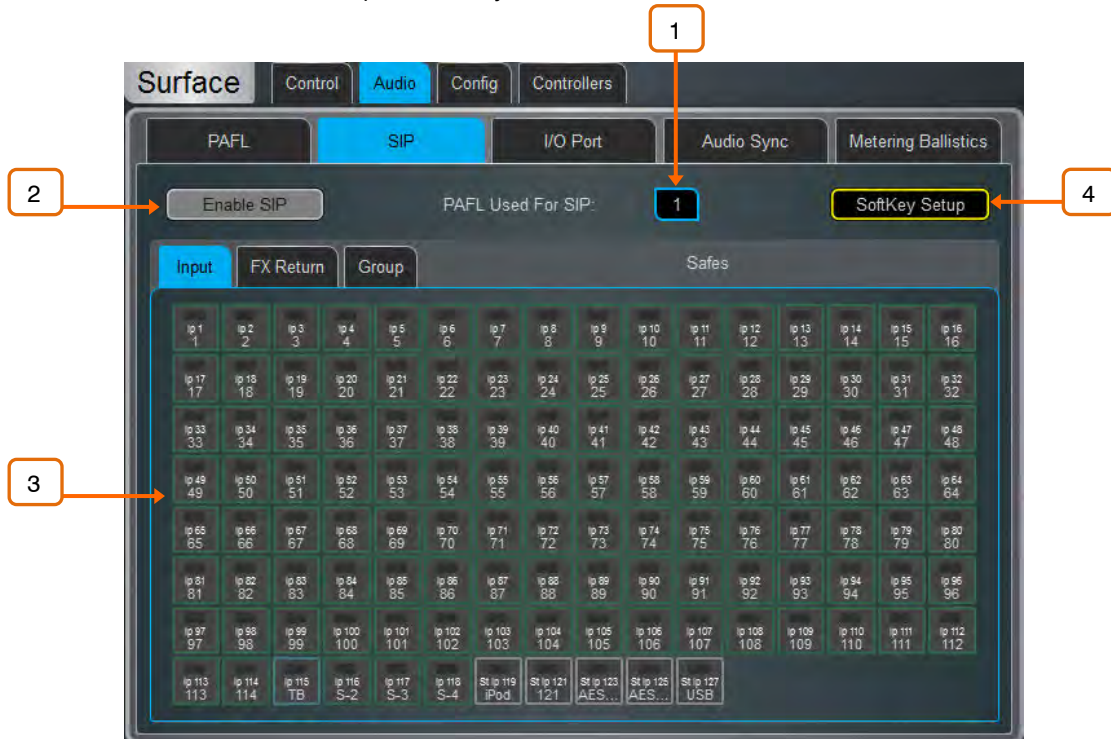 1
Surface Control Audio Config Controllers
PAFL SIP I/O Port Audio Sync Metering Ballistics
2 Enable SIP PAFL Used For SIP: 1 SoftKey Setup 4
Input FX Return Group Safes
Ip 1 Ip 2 Ip 3 Ip 4 Ip 5 Ip 6 Ip 7 Ip 8 Ip 9 Ip 10 Ip 11 Ip 12 Ip 13 Ip 14 Ip 15 Ip 16
1 2 3 4 5 6 7 8 9 10 11 12 13 14 15 16
Ip 17 Ip 18 Ip 19 Ip 20 Ip 21 Ip 22 Ip 23 Ip 24 Ip 25 Ip 26 Ip 27 Ip 28 Ip 29 Ip 30 Ip 31 Ip 32
17 18 19 20 21 22 23 24 25 26 27 28 29 30 31 32
Ip 33 Ip 34 Ip 35 Ip 36 Ip 37 Ip 38 Ip 39 Ip 40 Ip 41 Ip 42 Ip 43 Ip 44 Ip 45 Ip 46 Ip 47 Ip 48
33 34 35 36 37 38 39 40 41 42 43 44 45 46 47 48
3
Ip 49 Ip 50 Ip 51 Ip 52 Ip 53 Ip 54 Ip 55 Ip 56 Ip 57 Ip 58 Ip 59 Ip 60 Ip 61 Ip 62 Ip 63 Ip 64
49 50 51 52 53 54 55 56 57 58 59 60 61 62 63 64
Ip 65 Ip 66 Ip 67 Ip 68 Ip 69 Ip 70 Ip 71 Ip 72 Ip 73 Ip 74 Ip 75 Ip 76 Ip 77 Ip 78 Ip 79 Ip 80
65 66 67 68 69 70 71 72 73 74 75 76 77 78 79 80
Ip 81 Ip 82 Ip 83 Ip 84 Ip 85 Ip 86 Ip 87 Ip 88 Ip 89 Ip 90 Ip 91 Ip 92 Ip 93 Ip 94 Ip 95 Ip 96
81 82 83 84 85 86 87 88 89 90 91 92 93 94 95 96
Ip 97 Ip 98 Ip 99 Ip 100 Ip 101 Ip 102 Ip 103 Ip 104 Ip 105 Ip 106 Ip 107 Ip 108 Ip 109 Ip 110 Ip 111 Ip 112
97 98 99 100 101 102 103 104 105 106 107 108 109 110 111 112
Ip 113 Ip 114 Ip 115 Ip 116 Ip 117 Ip 118 St Ip 119 St Ip 121 St Ip 123 St Ip 125 St Ip 127
113 114 TB S-2 S-3 S-4 iPod 121 AES... AES... USB